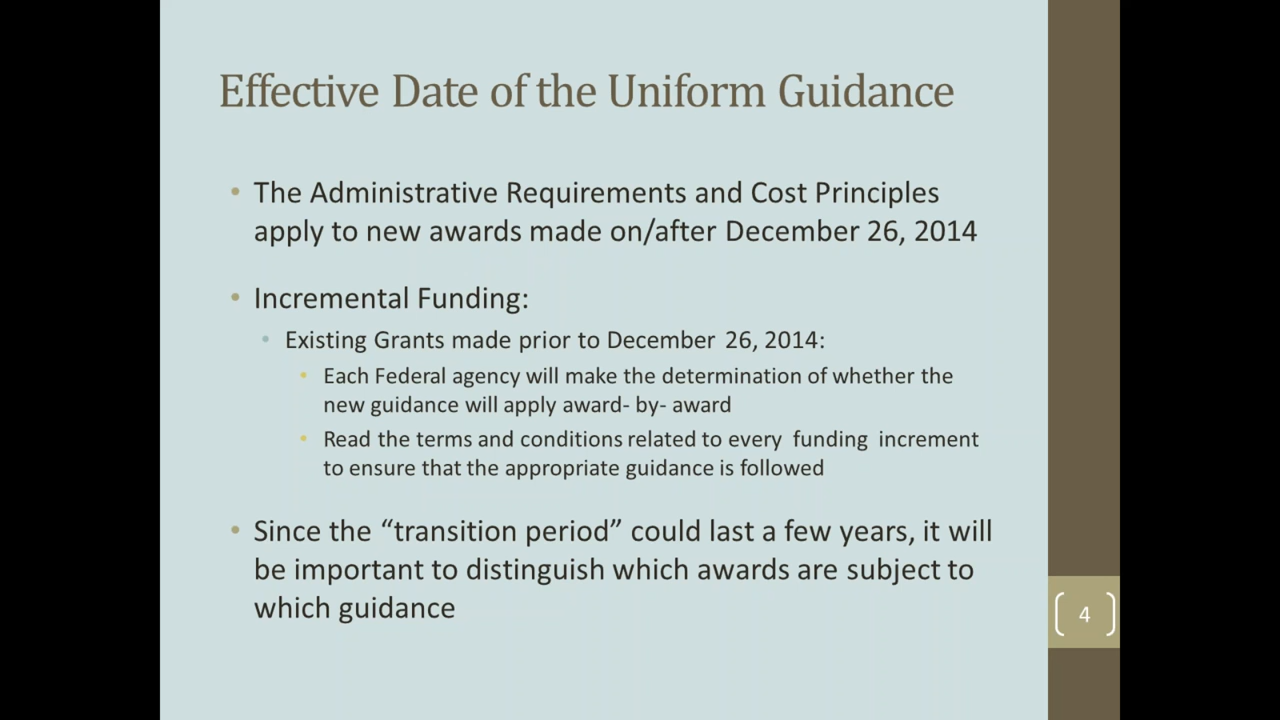 Effective Date of the Uniform Guidance
• The Administrative Requirements and Cost Principles
apply to new awards made on/after December 26, 2014
• Incremental Funding:
• Existing Grants made prior to December 26, 2014:
• Each Federal agency will make the determination of whether the
new guidance will apply award- by- award
• Read the terms and conditions related to every funding increment
to ensure that the appropriate guidance is followed
• Since the “transition period” could last a few years, it will
be important to distinguish which awards are subject to
which guidance
4